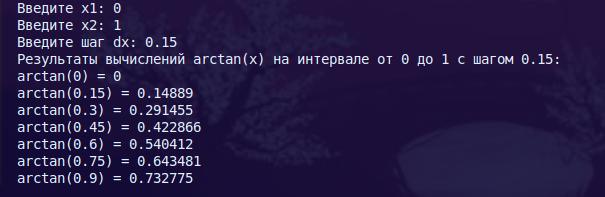 Введите x1: 0
Введите x2: 1
Введите шаг dx: 0.15
Результаты вычислений arctan(x) на интервале от 0 до 1 с шагом 0.15:
arctan(0) = 0
arctan(0.15) = 0.14889
arctan(0.3) = 0.291455
arctan(0.45) = 0.422866
arctan(0.6) = 0.540412
arctan(0.75) = 0.643481
arctan(0.9) = 0.732775